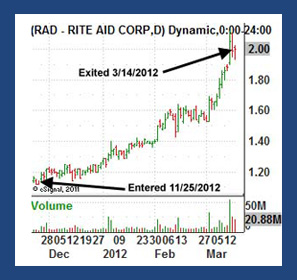 (RAD - RITE AID CORP,D) Dynamic,0:00-24:00
2.00
Exited 3/14/2012
1.80
1.60
1.40
1.20
Entered 11/25/2012
© eSignal, 2011
Volume
50M
20.88M
28051219 27 09 23300613 270512
Dec 2012 Feb Mar